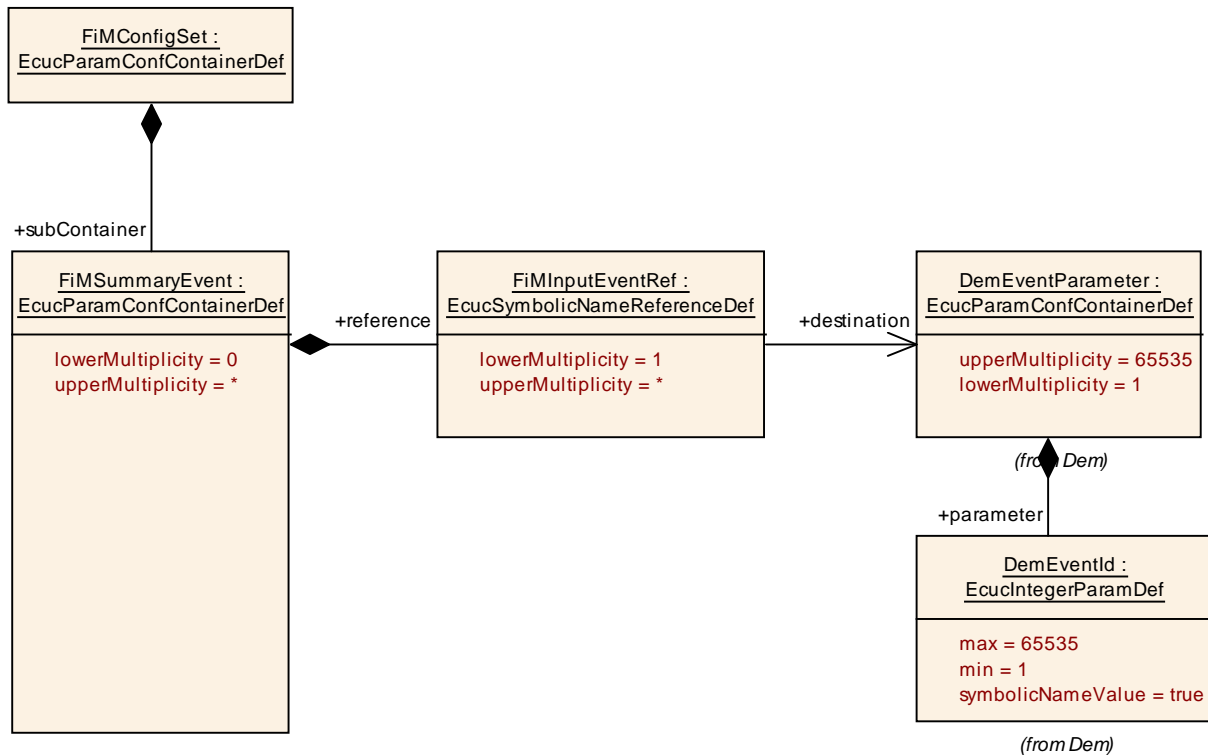 FiMConfigSet :
EcucParamConfContainerDef
+subContainer
FiMSummaryEvent :
EcucParamConfContainerDef
lowerMultiplicity = 0
upperMultiplicity = *
+reference
FiMInputEventRef :
EcucSymbolicNameReferenceDef
lowerMultiplicity = 1
upperMultiplicity = *
+destination
DemEventParameter :
EcucParamConfContainerDef
upperMultiplicity = 65535
lowerMultiplicity = 1
(from Dem)
+parameter
DemEventId :
EcucIntegerParamDef
max = 65535
min = 1
symbolicNameValue = true
(from Dem)